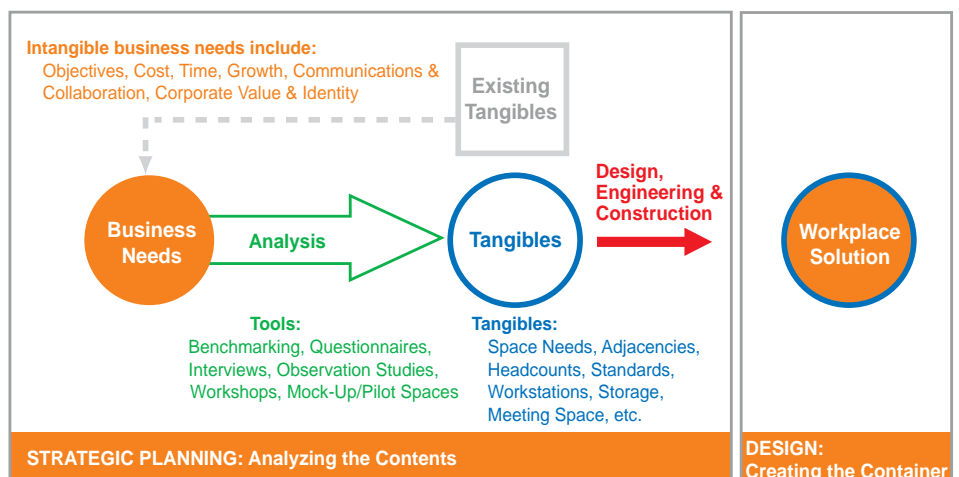 Intangible business needs include:
Objectives, Cost, Time, Growth, Communications &
Collaboration, Corporate Value & Identity
Existing
Tangibles
Business
Needs
Analysis
Tangibles
Design,
Engineering &
Construction
Workplace
Solution
Tools:
Benchmarking, Questionnaires,
Interviews, Observation Studies,
Workshops, Mock-Up/Pilot Spaces
Tangibles:
Space Needs, Adjacencies,
Headcounts, Standards,
Workstations, Storage,
Meeting Space, etc.
STRATEGIC PLANNING: Analyzing the Contents
DESIGN:
Creating the Container